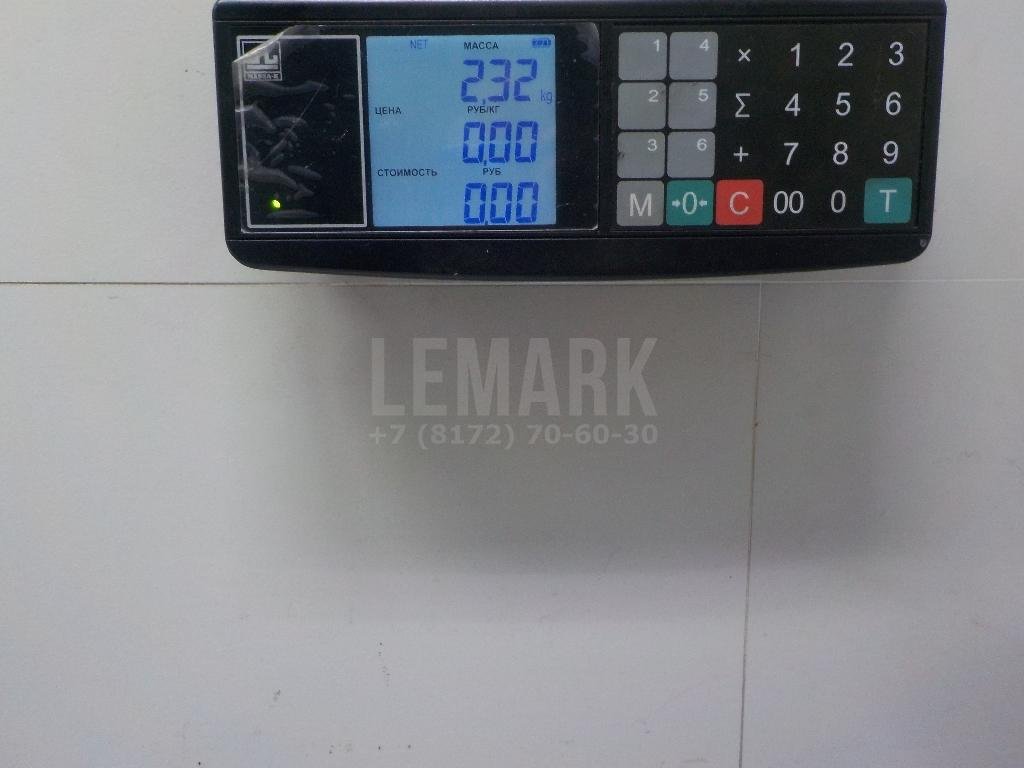 МАССА-К
NET МАССА
2,32 kg
ЦЕНА РУБ/КГ
0,00
СТОИМОСТЬ РУБ
0,00
1 4 × 1 2 3
2 5 Σ 4 5 6
3 6 + 7 8 9
M →0← C 00 0 T
LEMARK
+7 (8172) 70-60-30